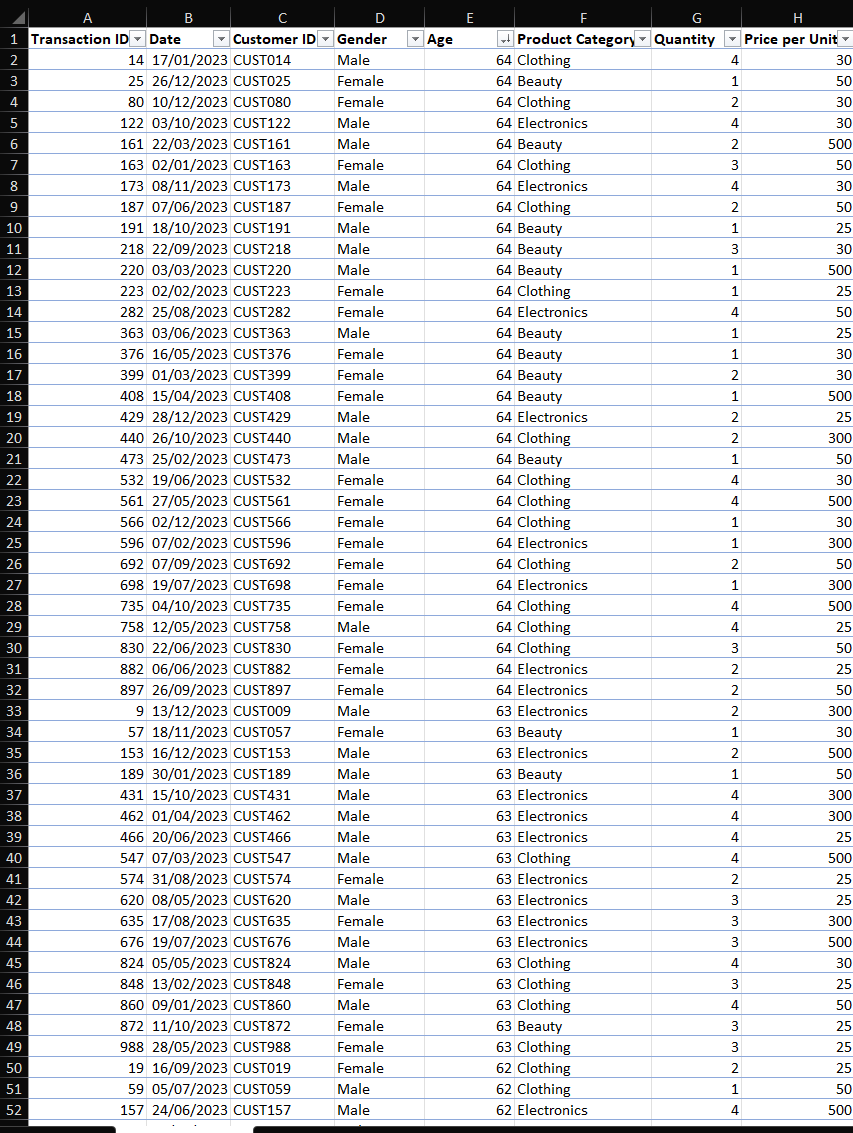 A B C D E F G H
1 Transaction ID Date Customer ID Gender Age Product Category Quantity Price per Unit
2 14 17/01/2023 CUST014 Male 64 Clothing 4 30
3 25 26/12/2023 CUST025 Female 64 Beauty 1 50
4 80 10/12/2023 CUST080 Female 64 Clothing 2 30
5 122 03/10/2023 CUST122 Male 64 Electronics 4 30
6 161 22/03/2023 CUST161 Male 64 Beauty 2 500
7 163 02/01/2023 CUST163 Female 64 Clothing 3 50
8 173 08/11/2023 CUST173 Male 64 Electronics 4 30
9 187 07/06/2023 CUST187 Female 64 Clothing 2 50
10 191 18/10/2023 CUST191 Male 64 Beauty 1 25
11 218 22/09/2023 CUST218 Male 64 Beauty 3 30
12 220 03/03/2023 CUST220 Male 64 Beauty 1 500
13 223 02/02/2023 CUST223 Female 64 Clothing 1 25
14 282 25/08/2023 CUST282 Female 64 Electronics 4 50
15 363 03/06/2023 CUST363 Male 64 Beauty 1 25
16 376 16/05/2023 CUST376 Female 64 Beauty 1 30
17 399 01/03/2023 CUST399 Female 64 Beauty 2 30
18 408 15/04/2023 CUST408 Female 64 Beauty 1 500
19 429 28/12/2023 CUST429 Male 64 Electronics 2 25
20 440 26/10/2023 CUST440 Male 64 Clothing 2 300
21 473 25/02/2023 CUST473 Male 64 Beauty 1 50
22 532 19/06/2023 CUST532 Female 64 Clothing 4 30
23 561 27/05/2023 CUST561 Female 64 Clothing 4 500
24 566 02/12/2023 CUST566 Female 64 Clothing 1 30
25 596 07/02/2023 CUST596 Female 64 Electronics 1 300
26 692 07/09/2023 CUST692 Female 64 Clothing 2 50
27 698 19/07/2023 CUST698 Female 64 Electronics 1 300
28 735 04/10/2023 CUST735 Female 64 Clothing 4 500
29 758 12/05/2023 CUST758 Male 64 Clothing 4 25
30 830 22/06/2023 CUST830 Female 64 Clothing 3 50
31 882 06/06/2023 CUST882 Female 64 Electronics 2 25
32 897 26/09/2023 CUST897 Female 64 Electronics 2 50
33 9 13/12/2023 CUST009 Male 63 Electronics 2 300
34 57 18/11/2023 CUST057 Female 63 Beauty 1 30
35 153 16/12/2023 CUST153 Male 63 Electronics 2 500
36 189 30/01/2023 CUST189 Male 63 Beauty 1 50
37 431 15/10/2023 CUST431 Male 63 Electronics 4 300
38 462 01/04/2023 CUST462 Male 63 Electronics 4 300
39 466 20/06/2023 CUST466 Male 63 Electronics 4 25
40 547 07/03/2023 CUST547 Male 63 Clothing 4 500
41 574 31/08/2023 CUST574 Female 63 Electronics 2 25
42 620 08/05/2023 CUST620 Male 63 Electronics 3 25
43 635 17/08/2023 CUST635 Female 63 Electronics 3 300
44 676 19/07/2023 CUST676 Male 63 Electronics 3 500
45 824 05/05/2023 CUST824 Male 63 Clothing 4 30
46 848 13/02/2023 CUST848 Female 63 Clothing 3 25
47 860 09/01/2023 CUST860 Male 63 Clothing 4 50
48 872 11/10/2023 CUST872 Female 63 Beauty 3 25
49 988 28/05/2023 CUST988 Female 63 Clothing 3 25
50 19 16/09/2023 CUST019 Female 62 Clothing 2 25
51 59 05/07/2023 CUST059 Male 62 Clothing 1 50
52 157 24/06/2023 CUST157 Male 62 Electronics 4 500